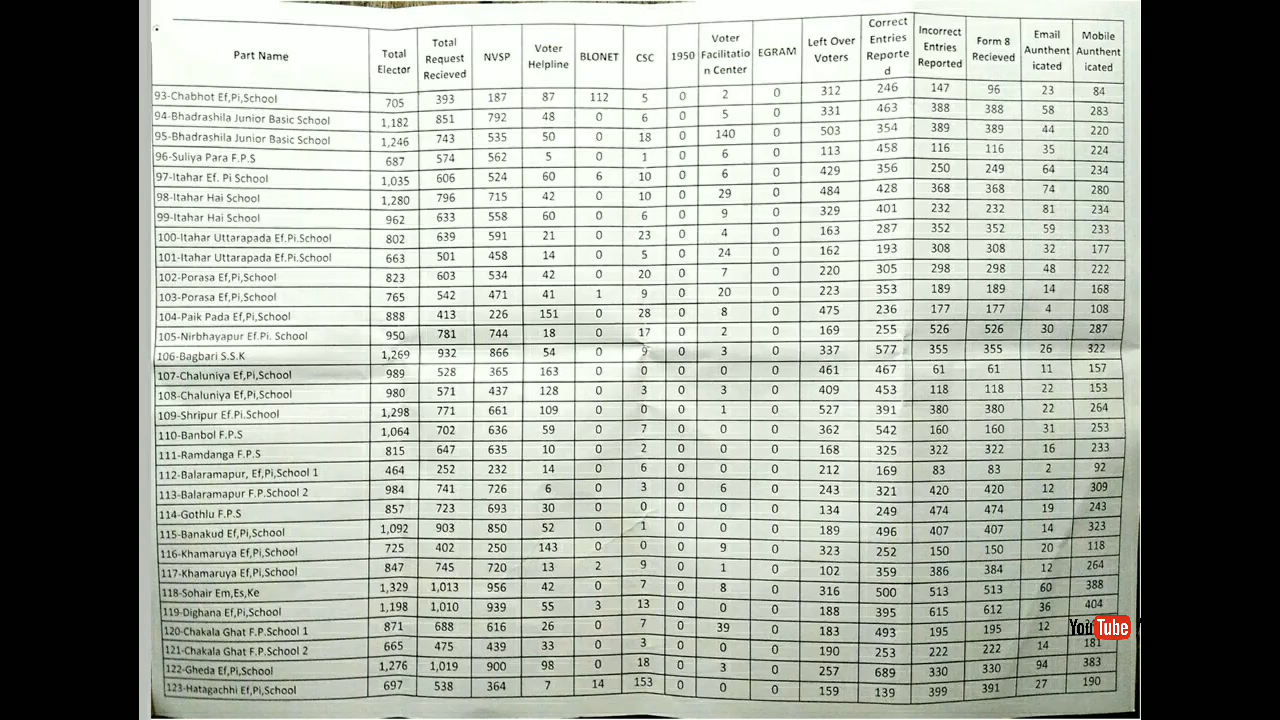 Part Name Total Elector Total Request Recieved NVSP Voter Helpline BLONET CSC 1950 Voter Facilitatio n Center EGRAM Left Over Voters Correct Entries Reporte d Incorrect Entries Reported Form 8 Recieved Email Aunthent icated Mobile Aunthent icated
93-Chabhot Ef,Pi,School 705 393 187 87 112 5 0 2 0 312 246 147 96 23 84
94-Bhadrashila Junior Basic School 1,182 851 792 48 0 6 0 5 0 331 463 388 388 58 283
95-Bhadrashila Junior Basic School 1,246 743 535 50 0 18 0 140 0 503 354 389 389 44 220
96-Suliya Para F.P.S 687 574 562 5 0 1 0 6 0 113 458 116 116 35 224
97-Itahar Ef. Pi School 1,035 606 524 60 6 10 0 6 0 429 356 250 249 64 234
98-Itahar Hai School 1,280 796 715 42 0 10 0 29 0 484 428 368 368 74 280
99-Itahar Hai School 962 633 558 60 0 6 0 9 0 329 401 232 232 81 234
100-Itahar Uttarapada Ef.Pi.School 802 639 591 21 0 23 0 4 0 163 287 352 352 59 233
101-Itahar Uttarapada Ef.Pi.School 663 501 458 14 0 5 0 24 0 162 193 308 308 32 177
102-Porasa Ef,Pi,School 823 603 534 42 0 20 0 7 0 220 305 298 298 48 222
103-Porasa Ef,Pi,School 765 542 471 41 1 9 0 20 0 223 353 189 189 14 168
104-Paik Pada Ef,Pi,School 888 413 226 151 0 28 0 8 0 475 236 177 177 4 108
105-Nirbhayapur Ef.Pi. School 950 781 744 18 0 17 0 2 0 169 255 526 526 30 287
106-Bagbari S.S.K 1,269 932 866 54 0 9 0 3 0 337 577 355 355 26 322
107-Chaluniya Ef,Pi,School 989 528 365 163 0 0 0 0 0 461 467 61 61 11 157
108-Chaluniya Ef,Pi,School 980 571 437 128 0 3 0 3 0 409 453 118 118 22 153
109-Shripur Ef.Pi.School 1,298 771 661 109 0 0 0 1 0 527 391 380 380 22 264
110-Banbol F.P.S 1,064 702 636 59 0 7 0 0 0 362 542 160 160 31 253
111-Ramdanga F.P.S 815 647 635 10 0 2 0 0 0 168 325 322 322 16 233
112-Balaramapur, Ef,Pi,School 1 464 252 232 14 0 6 0 0 0 212 169 83 83 2 92
113-Balaramapur F.P.School 2 984 741 726 6 0 3 0 6 0 243 321 420 420 12 309
114-Gothlu F.P.S 857 723 693 30 0 0 0 0 0 134 249 474 474 19 243
115-Banakud Ef,Pi,School 1,092 903 850 52 0 1 0 0 0 189 496 407 407 14 323
116-Khamaruya Ef,Pi,School 725 402 250 143 0 0 0 9 0 323 252 150 150 20 118
117-Khamaruya Ef,Pi,School 847 745 720 13 2 9 0 1 0 102 359 386 384 12 264
118-Sohair Em,Es,Ke 1,329 1,013 956 42 0 7 0 8 0 316 500 513 513 60 388
119-Dighana Ef,Pi,School 1,198 1,010 939 55 3 13 0 0 0 188 395 615 612 36 404
120-Chakala Ghat F.P.School 1 871 688 616 26 0 7 0 39 0 183 493 195 195 12
121-Chakala Ghat F.P.School 2 665 475 439 33 0 3 0 0 0 190 253 222 222 14 181
122-Gheda Ef,Pi,School 1,276 1,019 900 98 0 18 0 3 0 257 689 330 330 94 383
123-Hatagachhi Ef,Pi,School 697 538 364 7 14 153 0 0 0 159 139 399 391 27 190
YouTube